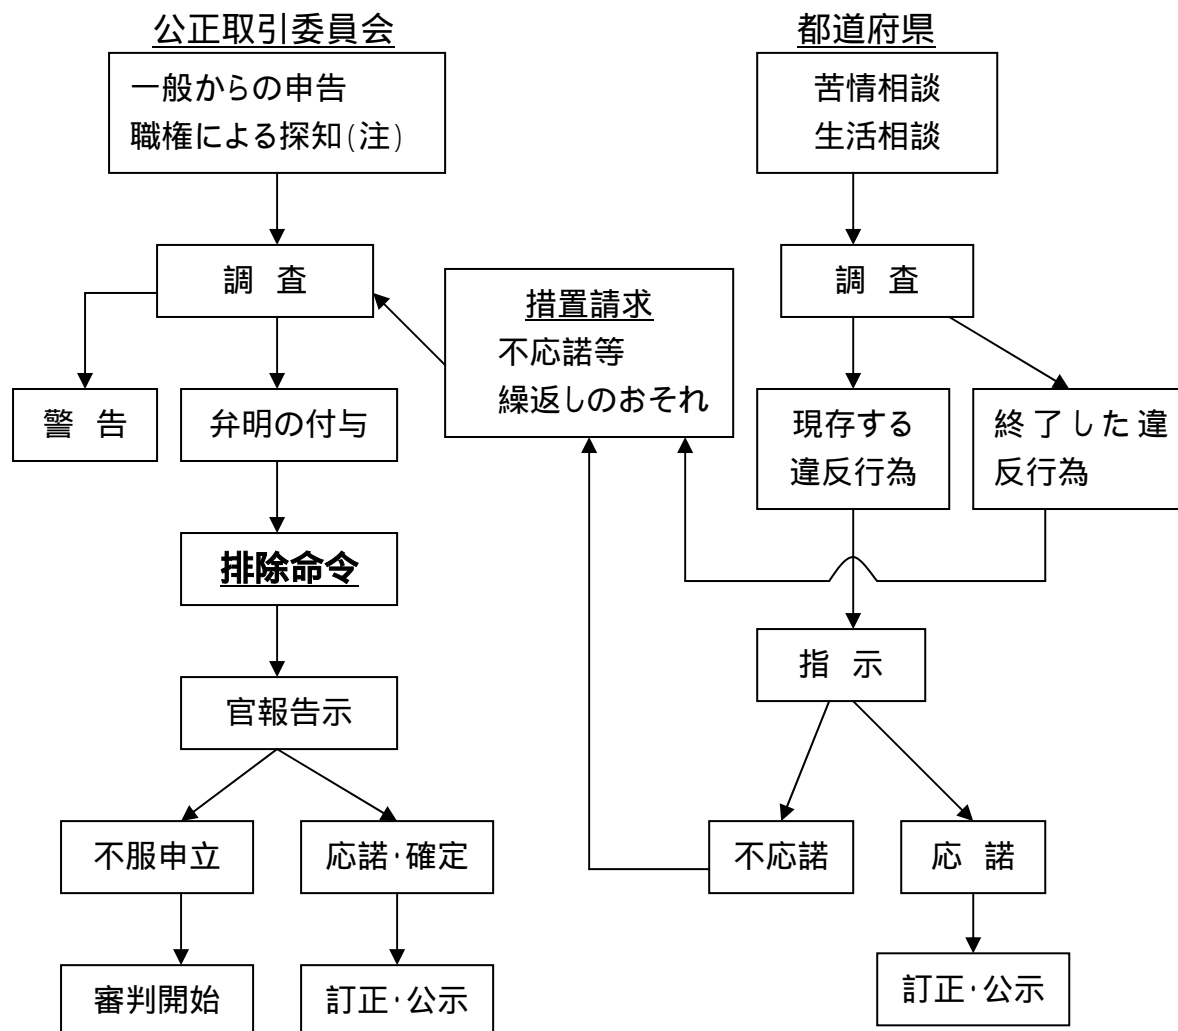 公正取引委員会
一般からの申告
職権による探知(注)
調 査
警 告
弁明の付与
排除命令
官報告示
不服申立
応諾·確定
審判開始
訂正·公示
措置請求
不応諾等
繰返しのおそれ
都道府県
苦情相談
生活相談
調 査
現存する
違反行為
終了した違
反行為
指 示
不応諾
応 諾
訂正·公示